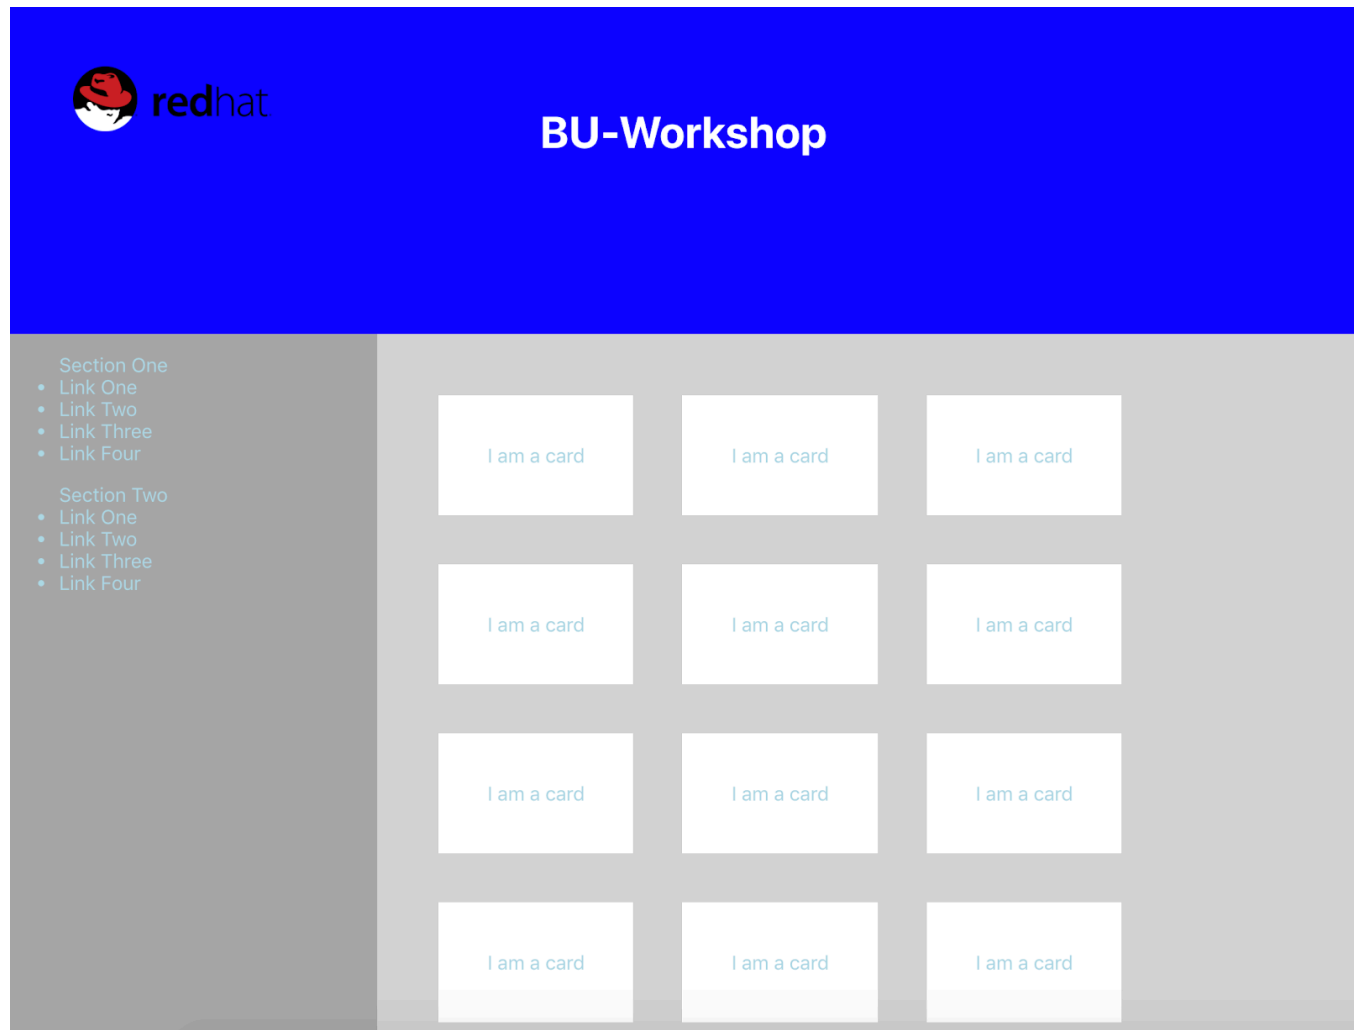 redhat.
BU-Workshop
Section One
• Link One
• Link Two
• Link Three
• Link Four
Section Two
• Link One
• Link Two
• Link Three
• Link Four
I am a card I am a card I am a card
I am a card I am a card I am a card
I am a card I am a card I am a card
I am a card I am a card I am a card